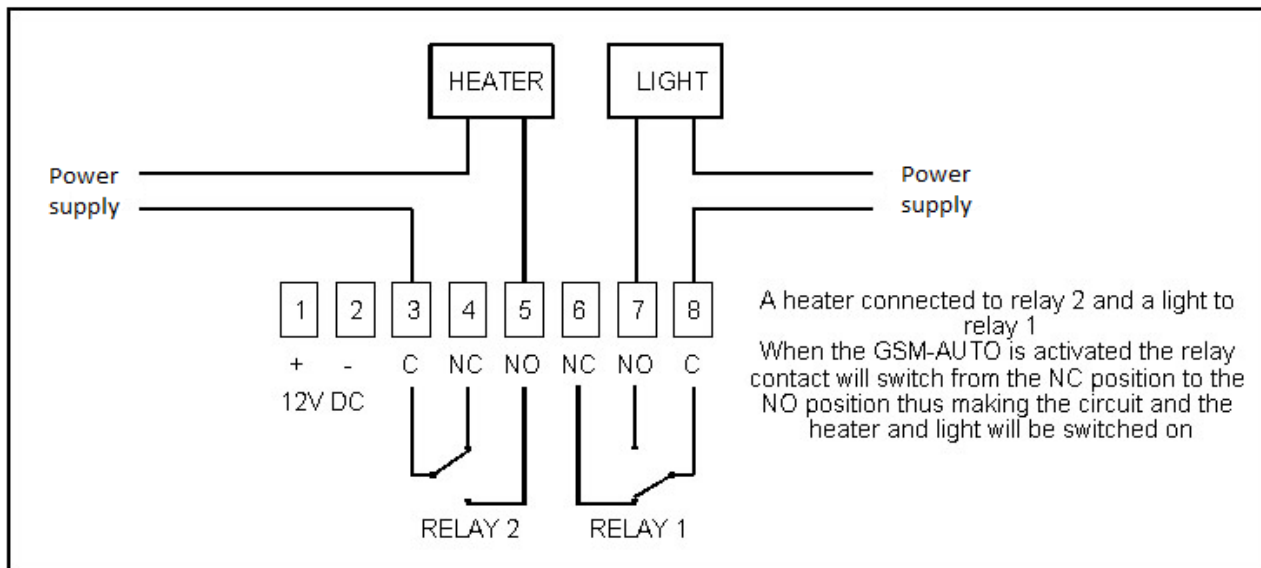 HEATER LIGHT
Power Power
supply supply
1 2 3 4 5 6 7 8
+ - C NC NO NC NO C
12V DC
A heater connected to relay 2 and a light to
relay 1
When the GSM-AUTO is activated the relay
contact will switch from the NC position to the
NO position thus making the circuit and the
heater and light will be switched on
RELAY 2 RELAY 1